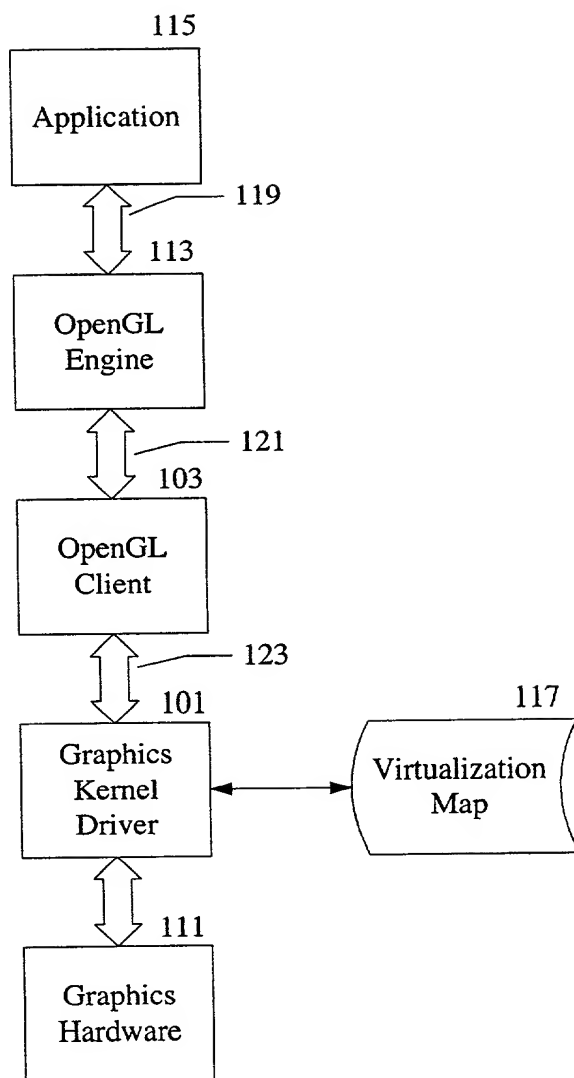 115
Application
119
113
OpenGL
Engine
121
103
OpenGL
Client
123
101
117
Graphics
Kernel
Driver
Virtualization
Map
111
Graphics
Hardware